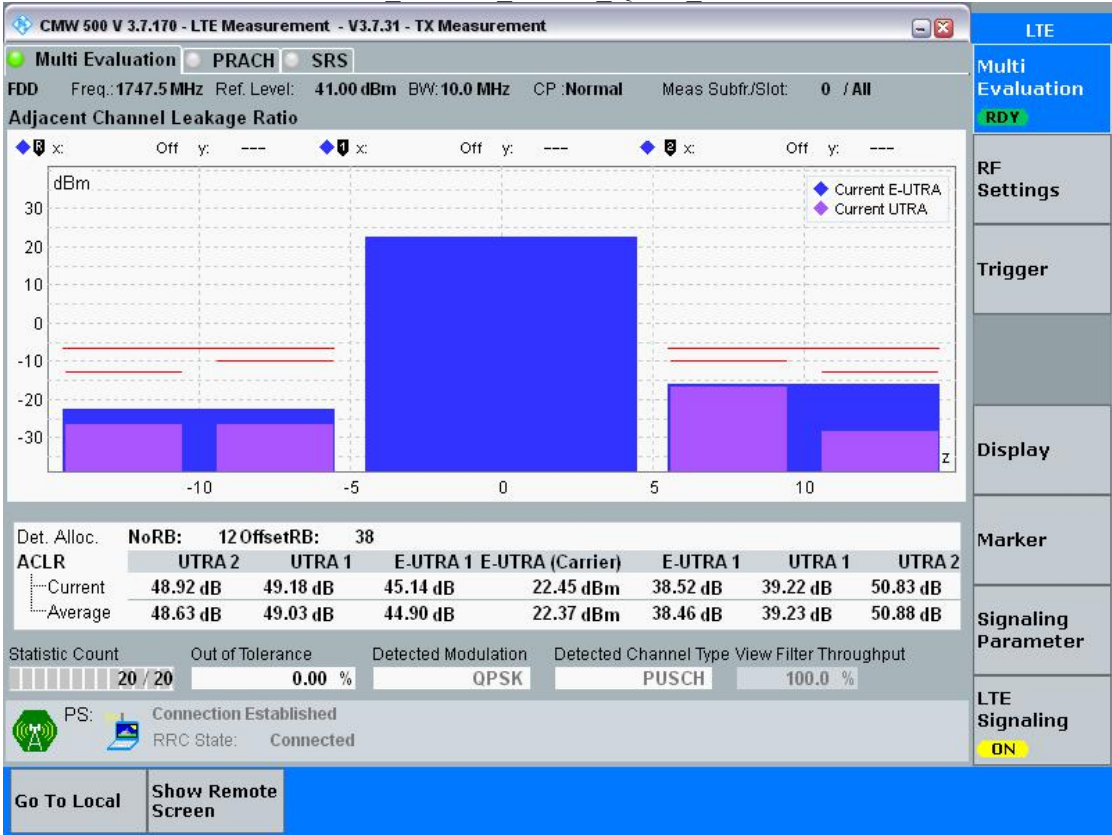 CMW 500 V 3.7.170 - LTE Measurement - V3.7.31 - TX Measurement
LTE
Multi Evaluation PRACH SRS
Multi Evaluation
RDY
FDD Freq.: 1747.5 MHz Ref. Level: 41.00 dBm BW: 10.0 MHz CP : Normal Meas Subfr./Slot: 0 / All
Adjacent Channel Leakage Ratio
R x: Off y: --- 1 x: Off y: --- 2 x: Off y: ---
dBm
Current E-UTRA
Current UTRA
30
20
10
0
-10
-20
-30
z
-10 -5 0 5 10
RF Settings
Trigger
Display
Marker
Signaling Parameter
LTE Signaling
ON
Det. Alloc. NoRB: 12 OffsetRB: 38
ACLR UTRA 2 UTRA 1 E-UTRA 1 E-UTRA (Carrier) E-UTRA 1 UTRA 1 UTRA 2
Current 48.92 dB 49.18 dB 45.14 dB 22.45 dBm 38.52 dB 39.22 dB 50.83 dB
Average 48.63 dB 49.03 dB 44.90 dB 22.37 dBm 38.46 dB 39.23 dB 50.88 dB
Statistic Count Out of Tolerance Detected Modulation Detected Channel Type View Filter Throughput
20 / 20 0.00 % QPSK PUSCH 100.0 %
PS: Connection Established
RRC State: Connected
Go To Local
Show Remote Screen